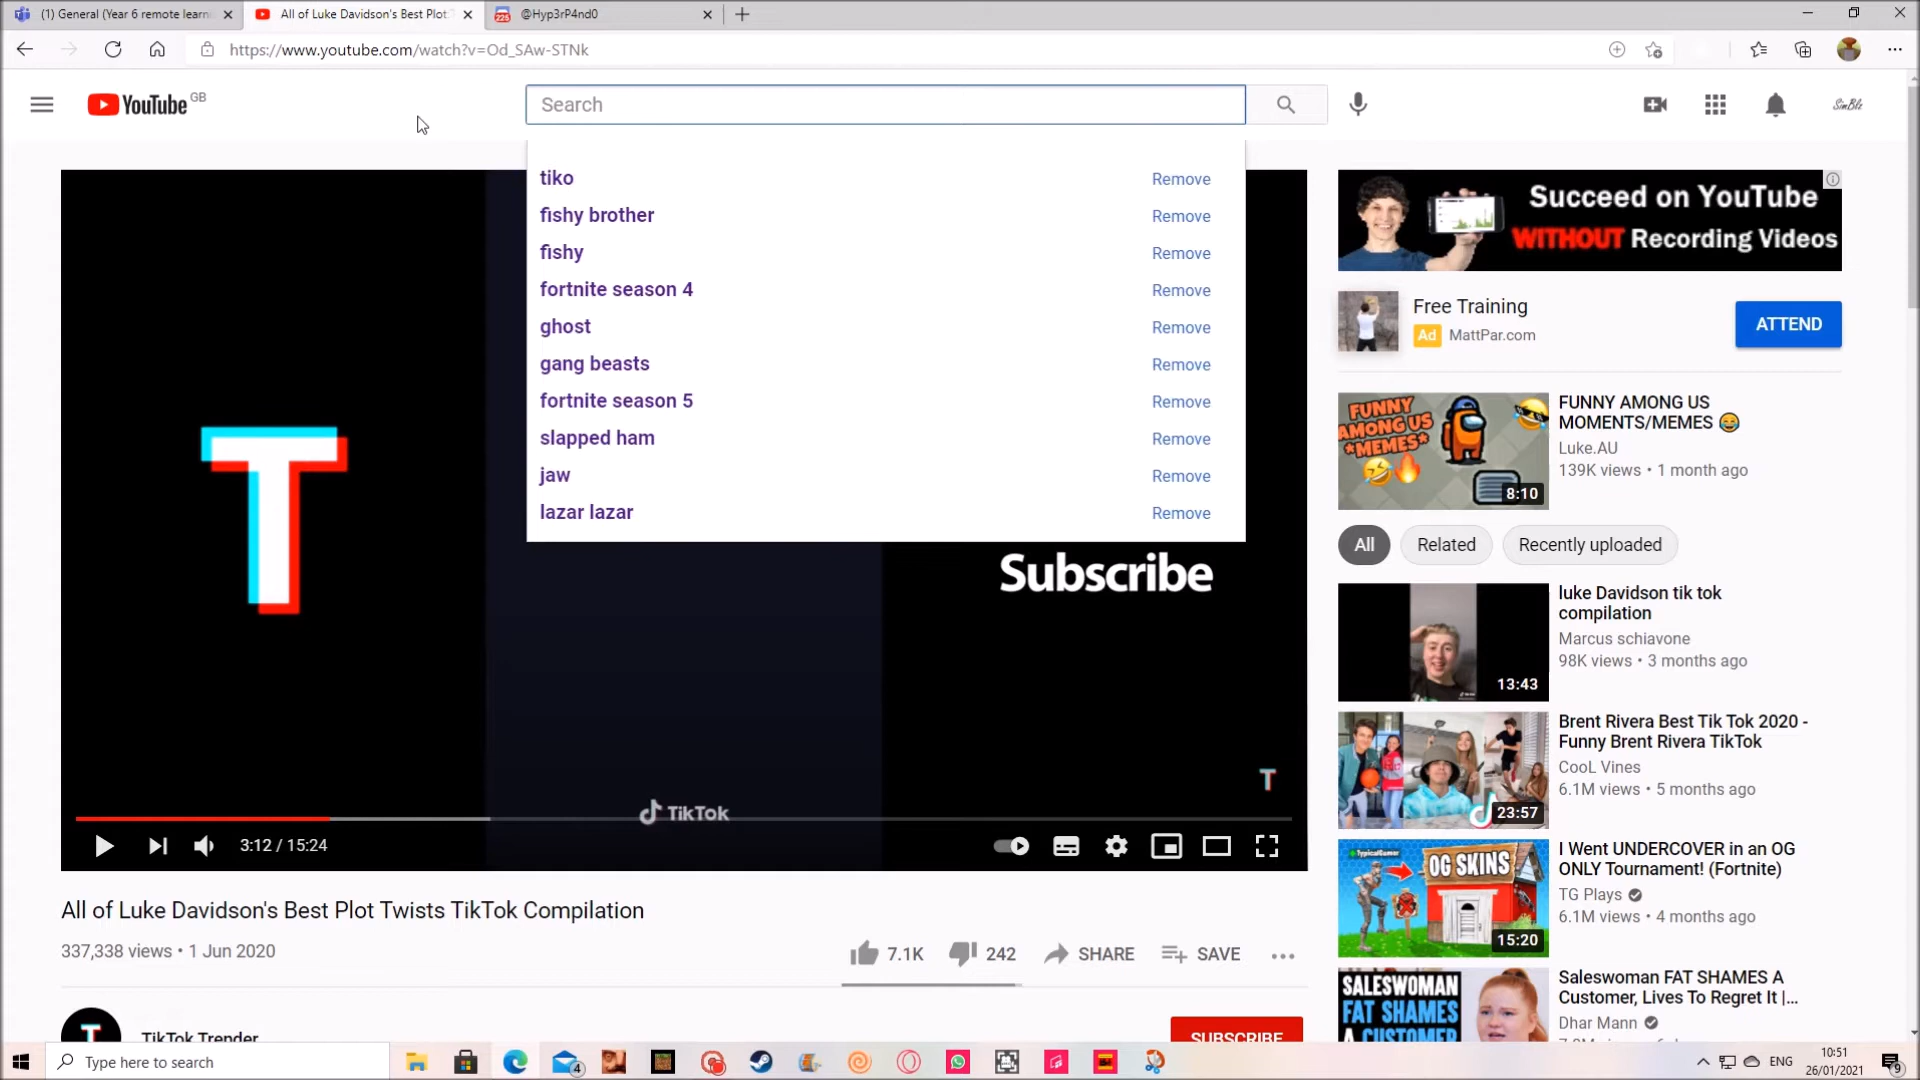 (1) General (Year 6 remote learni
All of Luke Davidson's Best Plot
225
@Hyp3rP4nd0
https://www.youtube.com/watch?v=Od_SAw-STNk
YouTube GB
Search
SimBlz
tiko Remove
fishy brother Remove
fishy Remove
fortnite season 4 Remove
ghost Remove
gang beasts Remove
fortnite season 5 Remove
slapped ham Remove
jaw Remove
lazar lazar Remove
T
Subscribe
T
TikTok
3:12 / 15:24
All of Luke Davidson's Best Plot Twists TikTok Compilation
337,338 views • 1 Jun 2020
7.1K 242 SHARE SAVE
T
TikTok Trender
SUBSCRIBE
Succeed on YouTube
WITHOUT Recording Videos
Free Training
Ad MattPar.com
ATTEND
FUNNY
AMONG US
*MEMES*
8:10
FUNNY AMONG US
MOMENTS/MEMES 😂
Luke.AU
139K views • 1 month ago
All Related Recently uploaded
13:43
luke Davidson tik tok
compilation
Marcus schiavone
98K views • 3 months ago
23:57
Brent Rivera Best Tik Tok 2020 -
Funny Brent Rivera TikTok
CooL Vines
6.1M views • 5 months ago
TypicalGamer
OG SKINS
15:20
I Went UNDERCOVER in an OG
ONLY Tournament! (Fortnite)
TG Plays
6.1M views • 4 months ago
SALESWOMAN
FAT SHAMES
A CUSTOMER
Saleswoman FAT SHAMES A
Customer, Lives To Regret It |...
Dhar Mann
Type here to search
4
ENG
10:51
26/01/2021
9